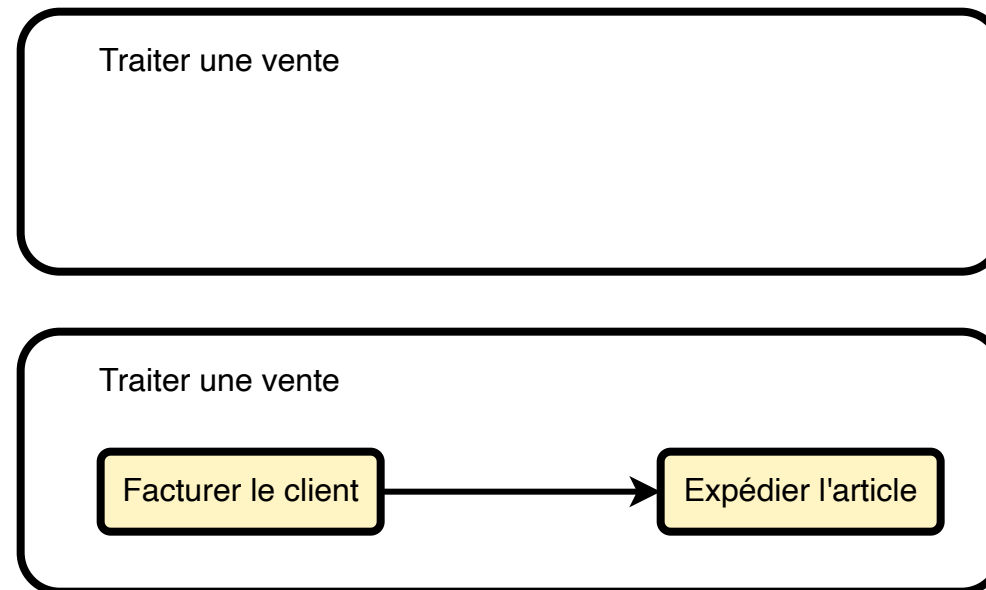 Traiter une vente
Traiter une vente
Facturer le client
Expédier l'article